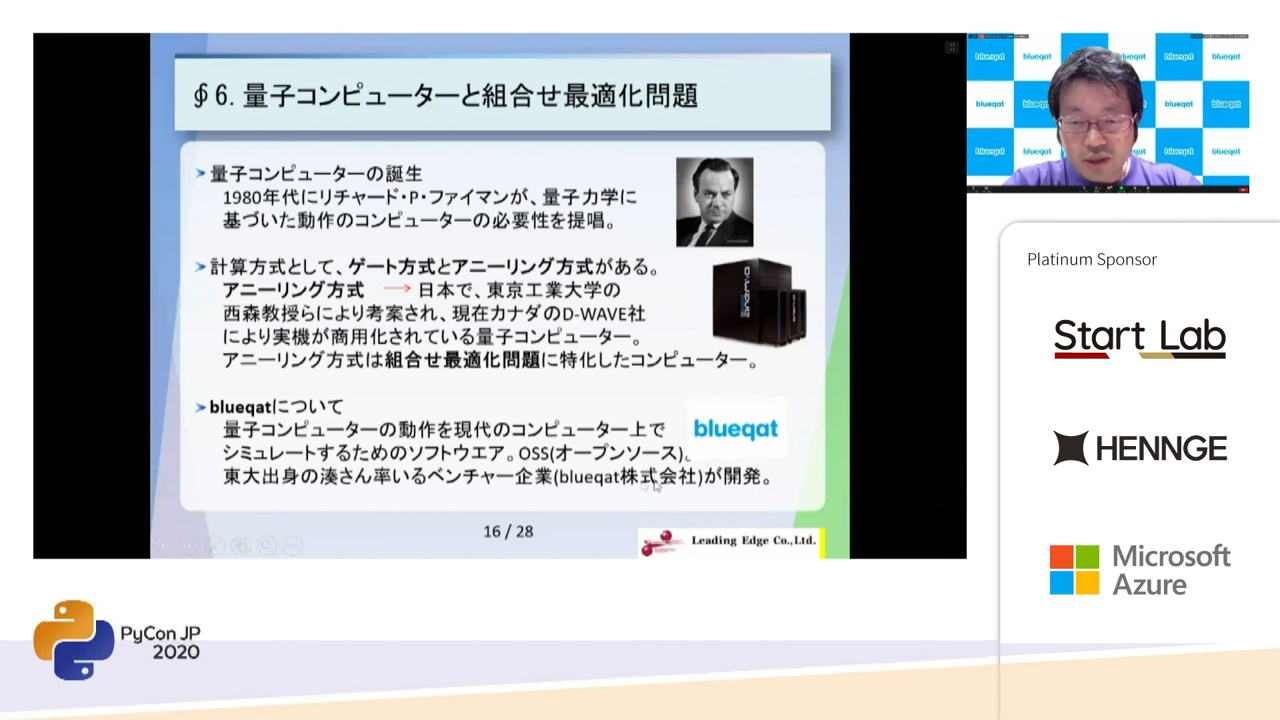 ∮6. 量子コンピューターと組合せ最適化問題
量子コンピューターの誕生
1980年代にリチャード・P・ファイマンが、量子力学に
基づいた動作のコンピューターの必要性を提唱。
計算方式として、ゲート方式とアニーリング方式がある。
アニーリング方式 → 日本で、東京工業大学の
西森教授らにより考案され、現在カナダのD-WAVE社
により実機が商用化されている量子コンピューター。
アニーリング方式は組合せ最適化問題に特化したコンピューター。
D:WAVE
blueqatについて
量子コンピューターの動作を現代のコンピューター上で
シミュレートするためのソフトウエア。OSS(オープンソース)。
東大出身の湊さん率いるベンチャー企業(blueqat株式会社)が開発。
blueqat
16 / 28
Leading Edge Co.,Ltd.
blueqat
blueqat
blueqat
blueqat
blueqat
blueqat
blueqat
blueqat
blueqat
blueqat
Platinum Sponsor
Start Lab
HENNGE
Microsoft
Azure
PyCon JP
2020